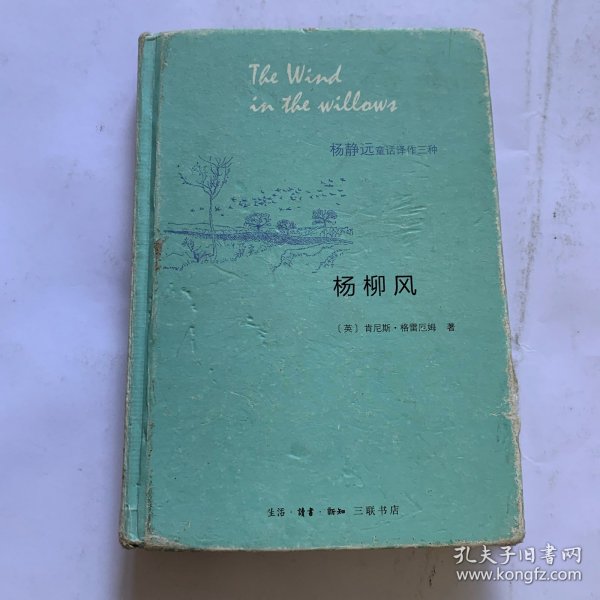 The Wind
in the willows
杨静远童话译作三种
杨柳风
〔英〕肯尼斯·格雷厄姆 著
生活·讀書·新知 三联书店
孔夫子旧書网
www.kongfz.com